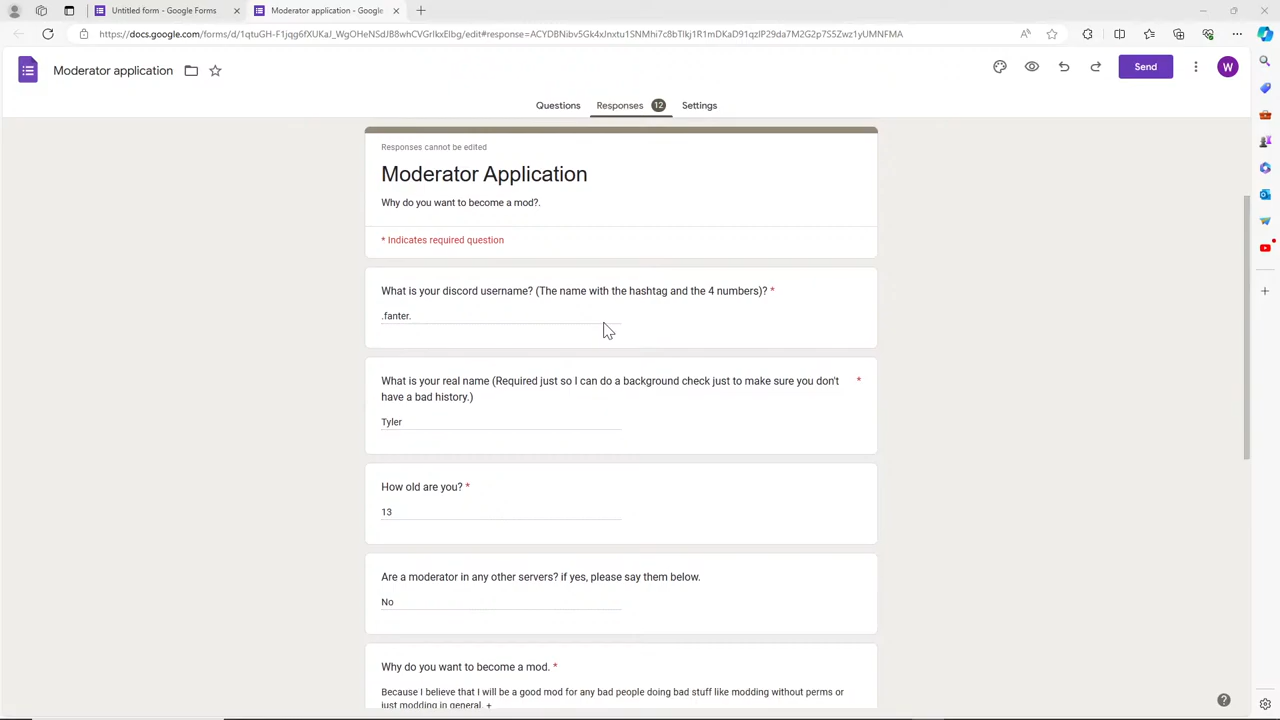 Untitled form - Google Forms
Moderator application - Google
Moderator application
Send
W
Questions
Responses 12
Settings
Responses cannot be edited
Moderator Application
Why do you want to become a mod?.
* Indicates required question
What is your discord username? (The name with the hashtag and the 4 numbers)? *
.fanter.
What is your real name (Required just so I can do a background check just to make sure you don't *
have a bad history.)
Tyler
How old are you? *
13
Are a moderator in any other servers? if yes, please say them below.
No
Why do you want to become a mod. *
Because I believe that I will be a good mod for any bad people doing bad stuff like modding without perms or
just modding in general. +